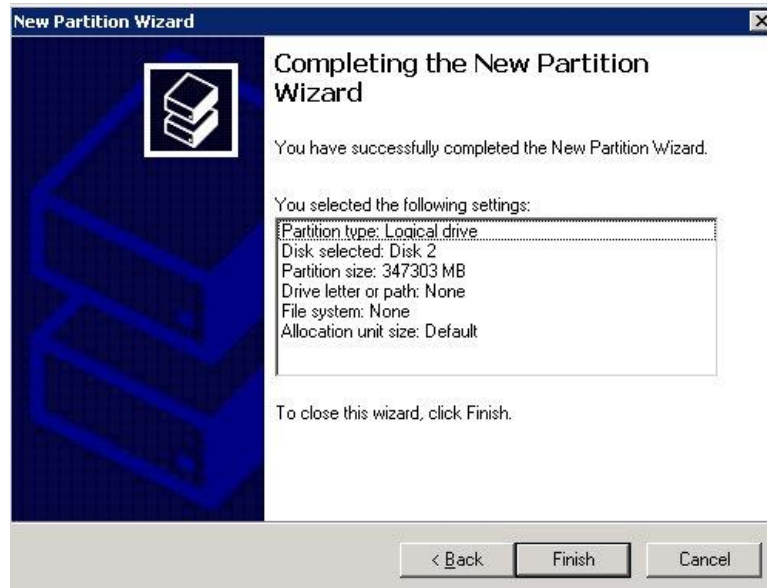 New Partition Wizard
Completing the New Partition
Wizard
You have successfully completed the New Partition Wizard.
You selected the following settings:
Partition type: Logical drive
Disk selected: Disk 2
Partition size: 347303 MB
Drive letter or path: None
File system: None
Allocation unit size: Default
To close this wizard, click Finish.
< Back Finish Cancel